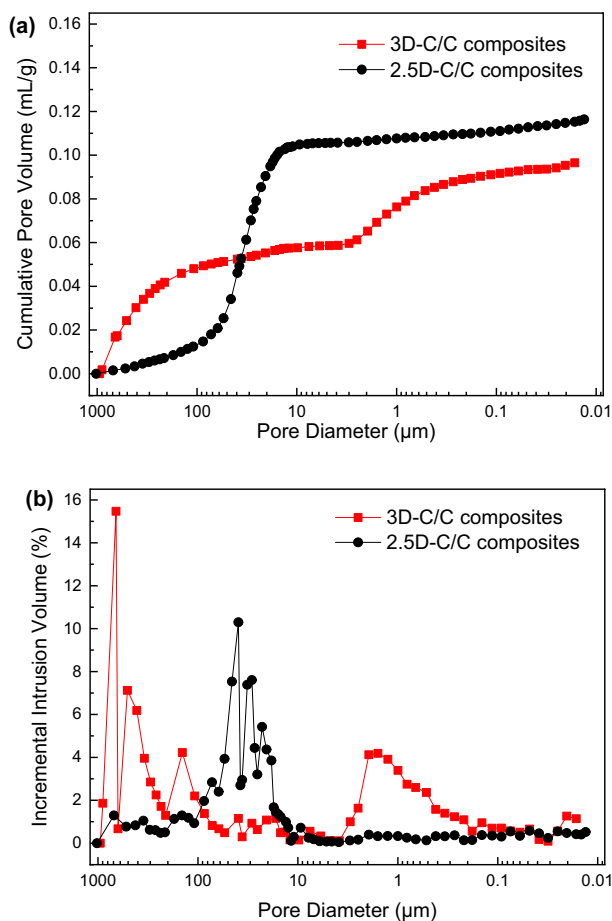 (a)
3D-C/C composites
2.5D-C/C composites
Cumulative Pore Volume (mL/g)
0.16
0.14
0.12
0.10
0.08
0.06
0.04
0.02
0.00
1000 100 10 1 0.1 0.01
Pore Diameter (µm)
(b)
3D-C/C composites
2.5D-C/C composites
Incremental Intrusion Volume (%)
16
14
12
10
8
6
4
2
0
1000 100 10 1 0.1 0.01
Pore Diameter (µm)